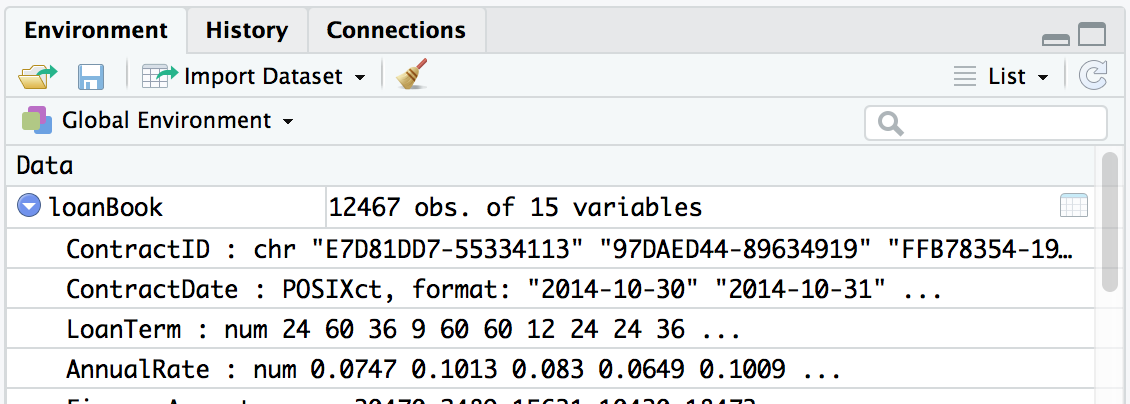 Environment History Connections
Import Dataset List
Global Environment
Data
loanBook 12467 obs. of 15 variables
ContractID : chr "E7D81DD7-55334113" "97DAED44-89634919" "FFB78354-19…
ContractDate : POSIXct, format: "2014-10-30" "2014-10-31" ...
LoanTerm : num 24 60 36 9 60 60 12 24 24 36 ...
AnnualRate : num 0.0747 0.1013 0.083 0.0649 0.1009 ...